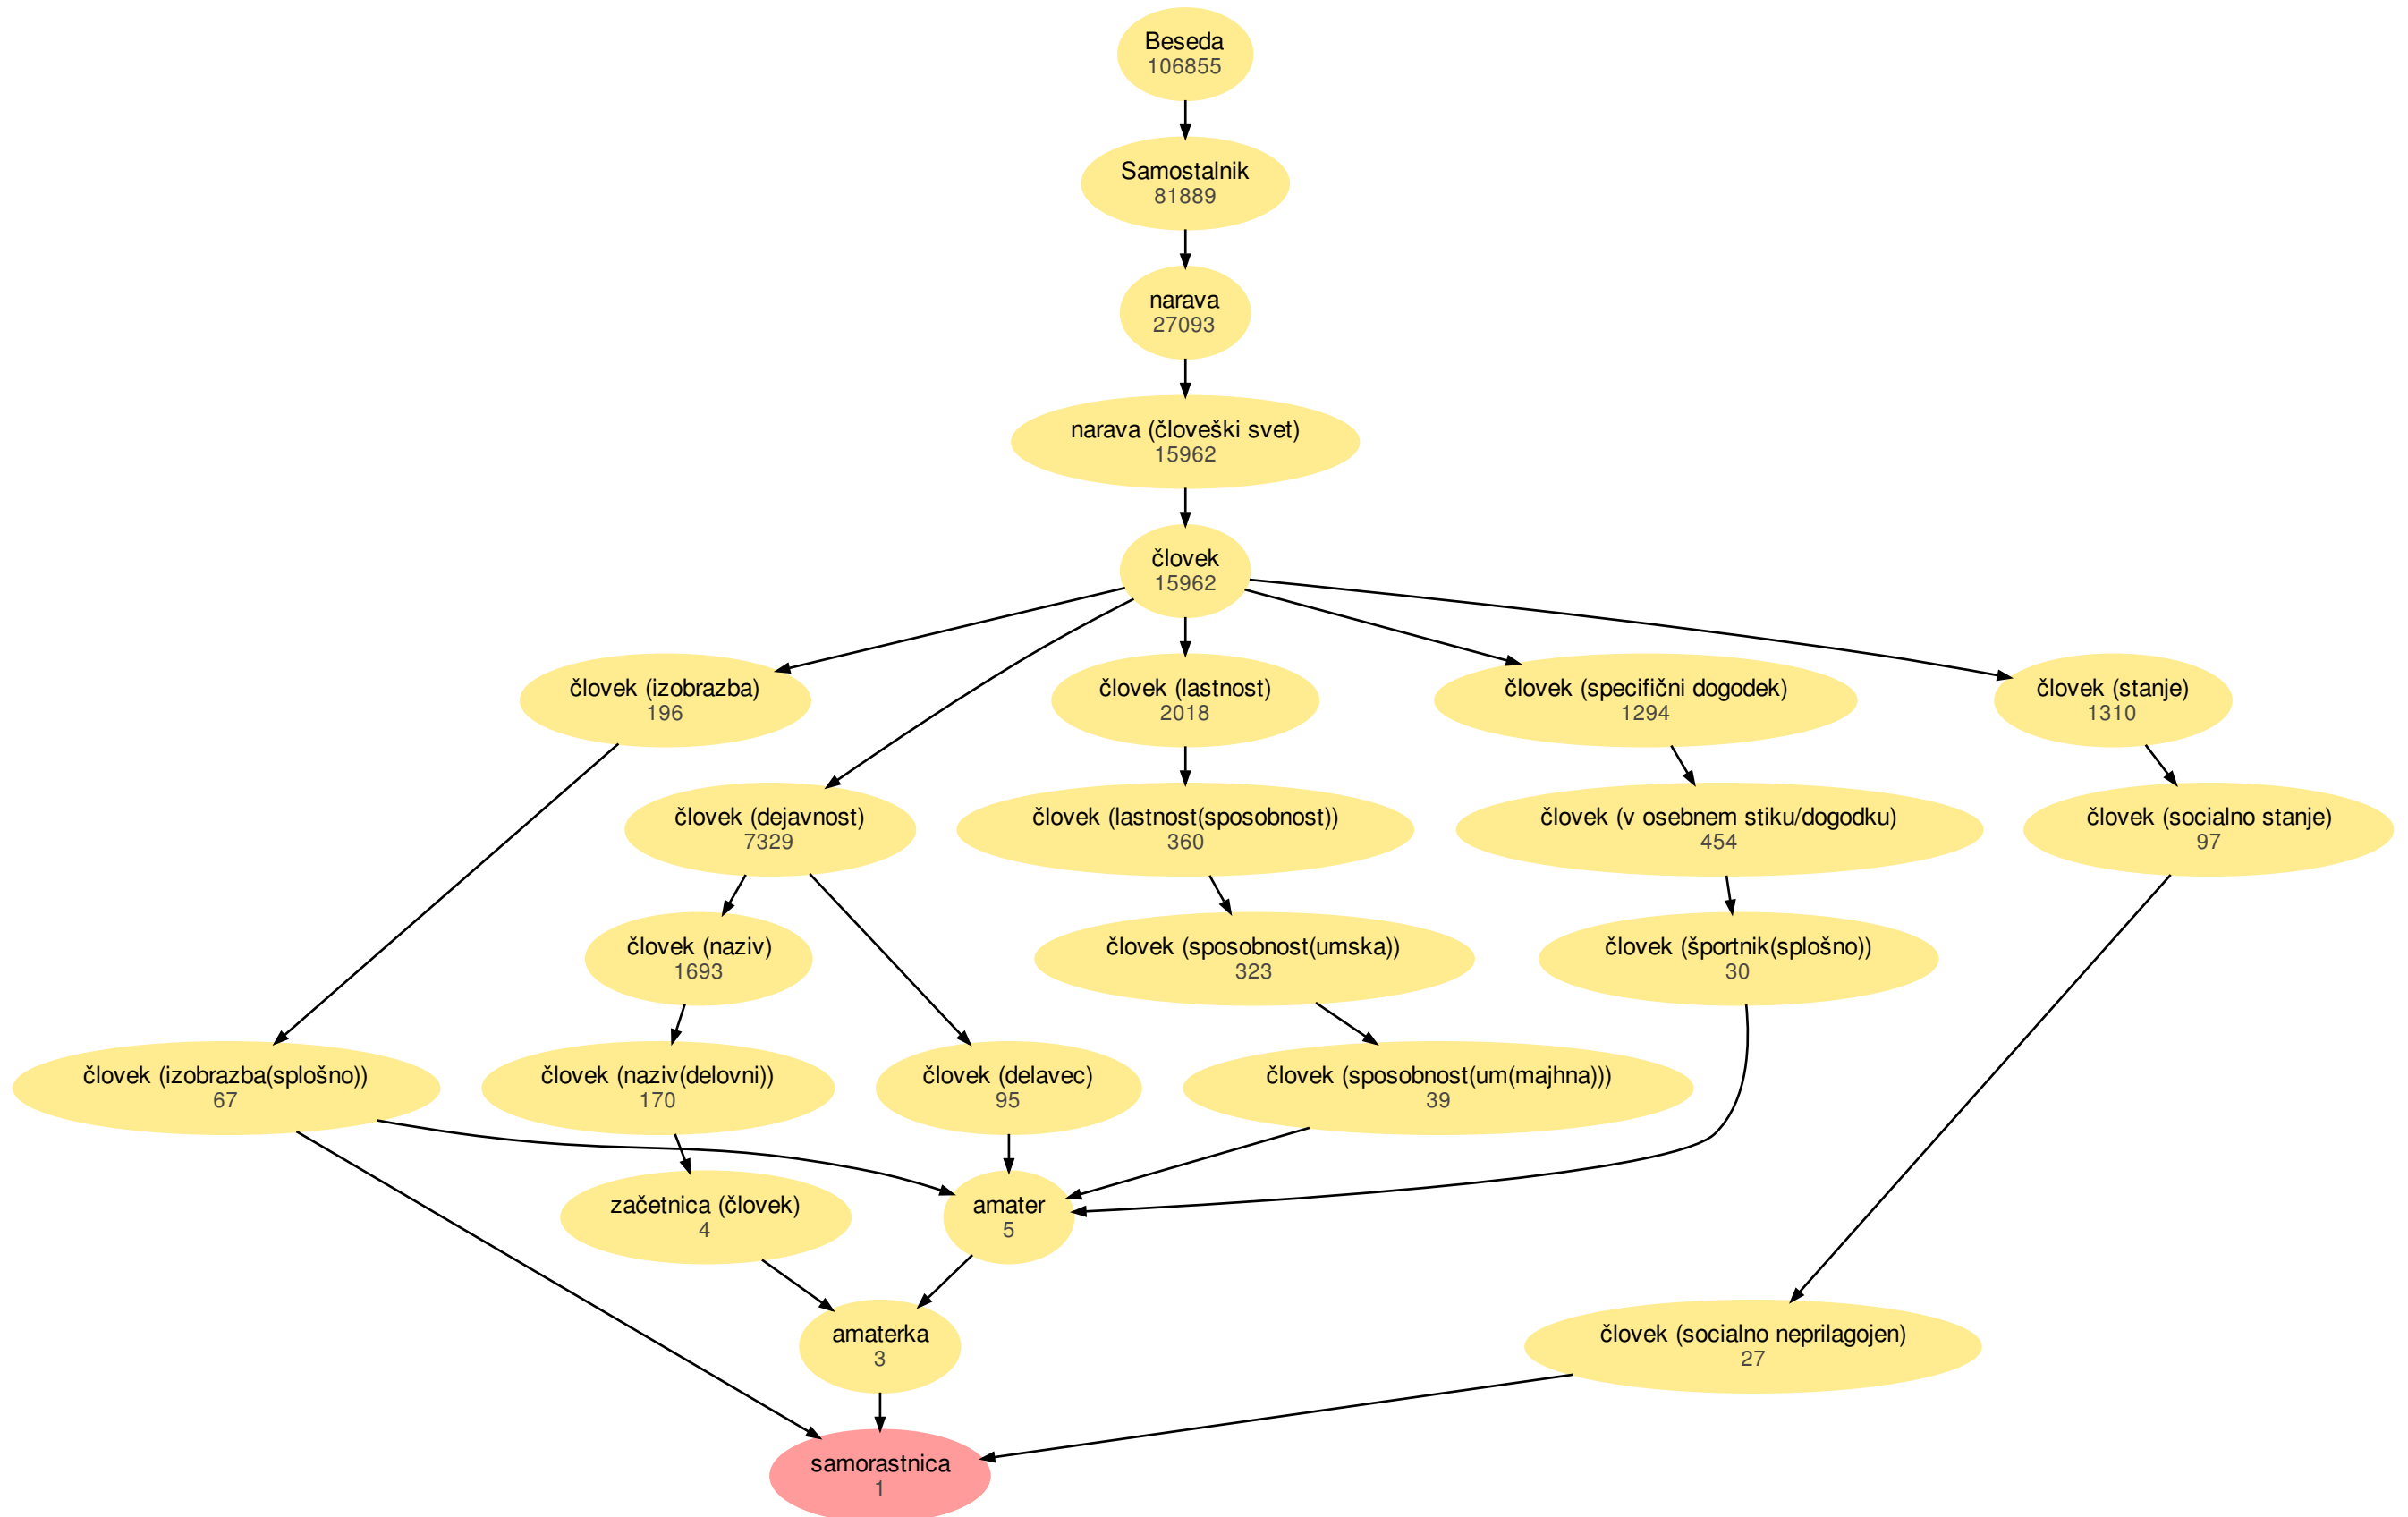 Beseda
106855
Samostalnik
81889
narava
27093
narava (človeški svet)
15962
človek
15962
človek (izobrazba)
196
človek (lastnost)
2018
človek (specifični dogodek)
1294
človek (stanje)
1310
človek (dejavnost)
7329
človek (lastnost(sposobnost))
360
človek (v osebnem stiku/dogodku)
454
človek (socialno stanje)
97
človek (naziv)
1693
človek (sposobnost(umska))
323
človek (športnik(splošno))
30
človek (izobrazba(splošno))
67
človek (naziv(delovni))
170
človek (delavec)
95
človek (sposobnost(um(majhna)))
39
začetnica (človek)
4
amater
5
amaterka
3
človek (socialno neprilagojen)
27
samorastnica
1